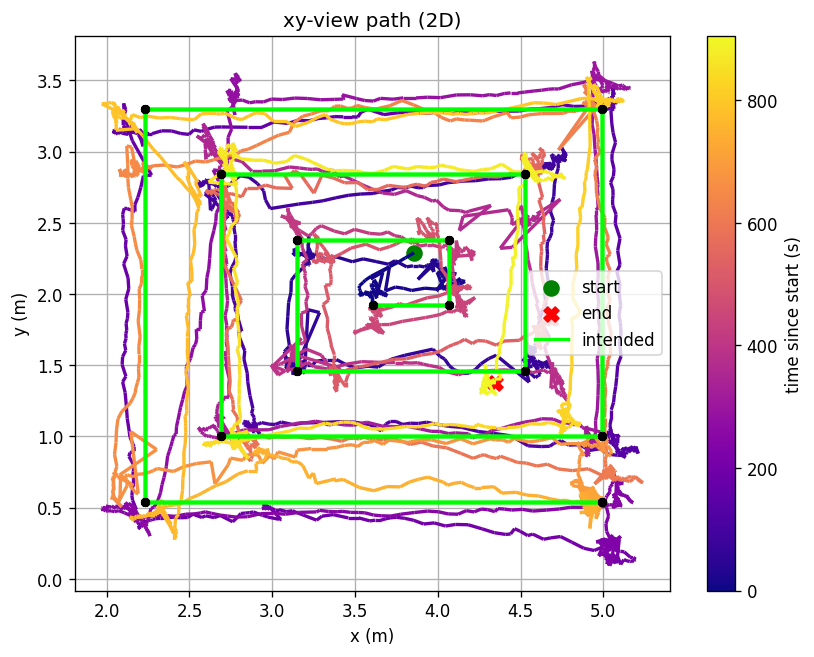 xy-view path (2D)
3.5
3.0
2.5
2.0
1.5
1.0
0.5
0.0
y (m)
2.0 2.5 3.0 3.5 4.0 4.5 5.0
x (m)
start
end
intended
800
600
400
200
0
time since start (s)